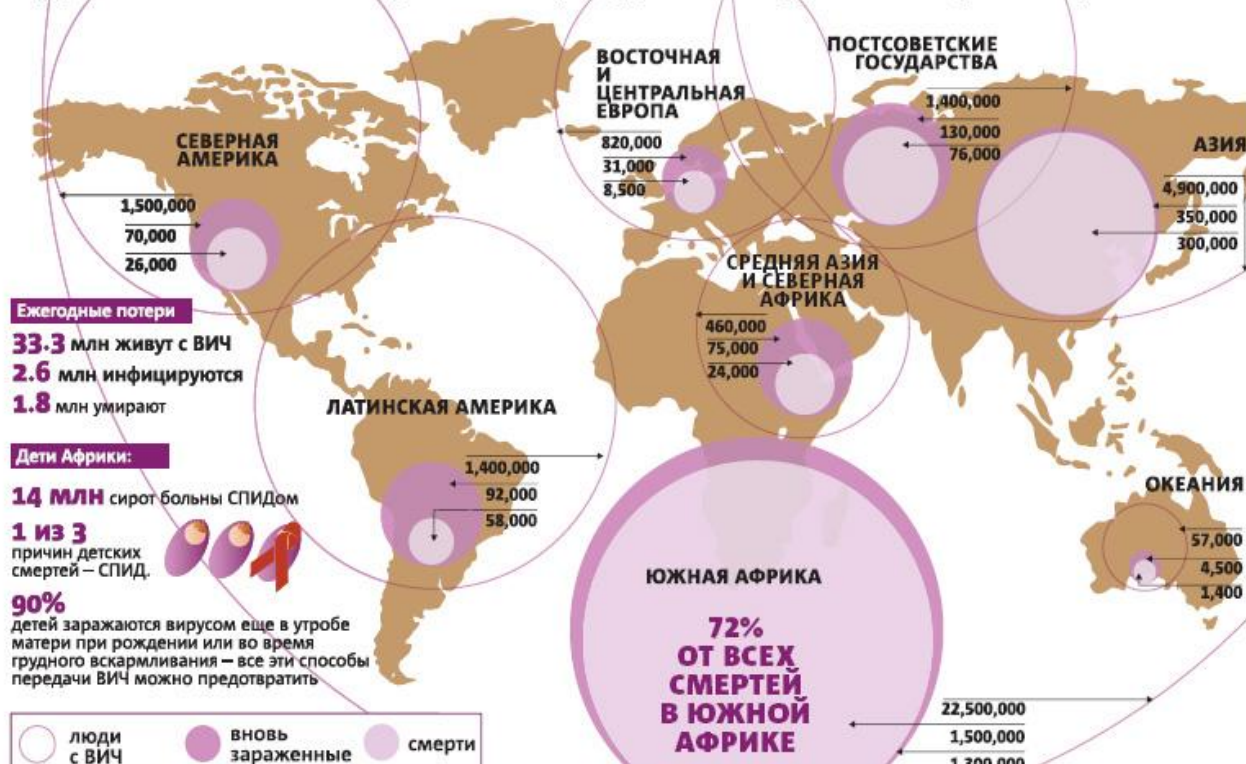 СЕВЕРНАЯ
АМЕРИКА
1,500,000
70,000
26,000
ВОСТОЧНАЯ
И
ЦЕНТРАЛЬНАЯ
ЕВРОПА
820,000
31,000
8,500
ПОСТСОВЕТСКИЕ
ГОСУДАРСТВА
1,400,000
130,000
76,000
АЗИЯ
4,900,000
350,000
300,000
СРЕДНЯЯ АЗИЯ
И СЕВЕРНАЯ
АФРИКА
460,000
75,000
24,000
Ежегодные потери
33.3 млн живут с ВИЧ
2.6 млн инфицируются
1.8 млн умирают
ЛАТИНСКАЯ АМЕРИКА
1,400,000
92,000
58,000
Дети Африки:
14 МЛН сирот больны СПИДом
1 из 3
причин детских
смертей – СПИД.
90%
детей заражаются вирусом еще в утробе
матери при рождении или во время
грудного вскармливания – все эти способы
передачи ВИЧ можно предотвратить
ОКЕАНИЯ
57,000
4,500
1,400
ЮЖНАЯ АФРИКА
72%
ОТ ВСЕХ
СМЕРТЕЙ
В ЮЖНОЙ
АФРИКЕ
22,500,000
1,500,000
1,300,000
люди
с ВИЧ
вновь
зараженные
смерти